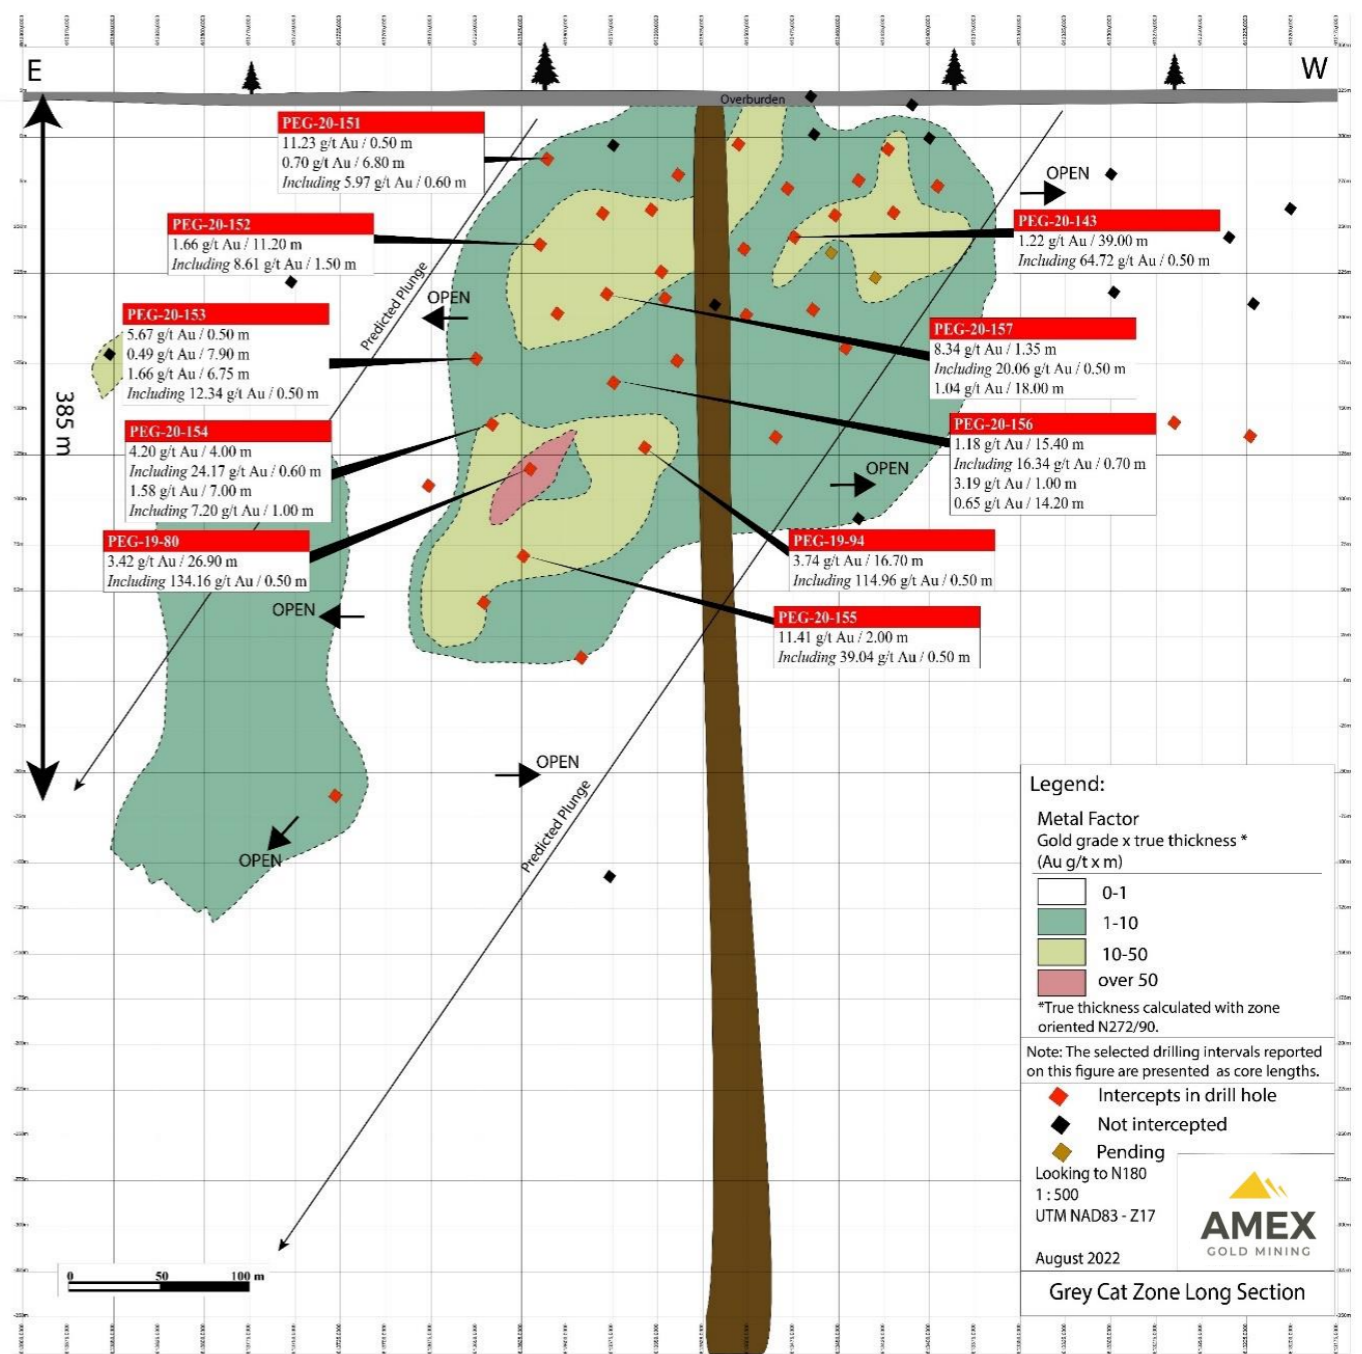 E
W
Overburden
PEG-20-151
11.23 g/t Au / 0.50 m
0.70 g/t Au / 6.80 m
Including 5.97 g/t Au / 0.60 m
OPEN
PEG-20-152
1.66 g/t Au / 11.20 m
Including 8.61 g/t Au / 1.50 m
PEG-20-143
1.22 g/t Au / 39.00 m
Including 64.72 g/t Au / 0.50 m
Predicted Plunge
OPEN
PEG-20-153
5.67 g/t Au / 0.50 m
0.49 g/t Au / 7.90 m
1.66 g/t Au / 6.75 m
Including 12.34 g/t Au / 0.50 m
PEG-20-157
8.34 g/t Au / 1.35 m
Including 20.06 g/t Au / 0.50 m
1.04 g/t Au / 18.00 m
385 m
PEG-20-154
4.20 g/t Au / 4.00 m
Including 24.17 g/t Au / 0.60 m
1.58 g/t Au / 7.00 m
Including 7.20 g/t Au / 1.00 m
PEG-20-156
1.18 g/t Au / 15.40 m
Including 16.34 g/t Au / 0.70 m
3.19 g/t Au / 1.00 m
0.65 g/t Au / 14.20 m
OPEN
PEG-19-80
3.42 g/t Au / 26.90 m
Including 134.16 g/t Au / 0.50 m
PEG-19-94
3.74 g/t Au / 16.70 m
Including 114.96 g/t Au / 0.50 m
OPEN
PEG-20-155
11.41 g/t Au / 2.00 m
Including 39.04 g/t Au / 0.50 m
OPEN
Predicted Plunge
OPEN
Legend:
Metal Factor
Gold grade x true thickness *
(Au g/t x m)
0-1
1-10
10-50
over 50
*True thickness calculated with zone
oriented N272/90.
Note: The selected drilling intervals reported
on this figure are presented as core lengths.
Intercepts in drill hole
Not intercepted
Pending
Looking to N180
1 : 500
UTM NAD83 - Z17
August 2022
AMEX
GOLD MINING
Grey Cat Zone Long Section
0 50 100 m